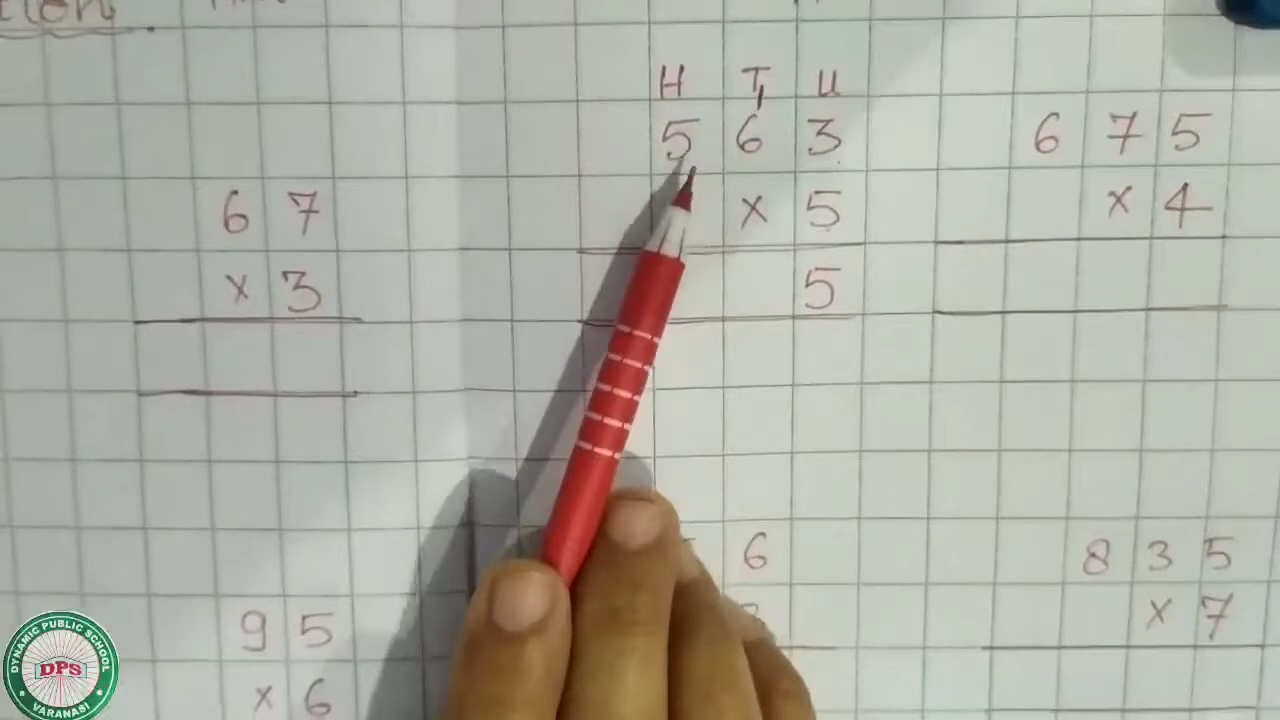 H T U
5 6 3
× 5
5
6 7
× 3
6 7 5
× 4
6
8 3 5
× 7
9 5
× 6
DYNAMIC PUBLIC SCHOOL
DPS
VARANASI